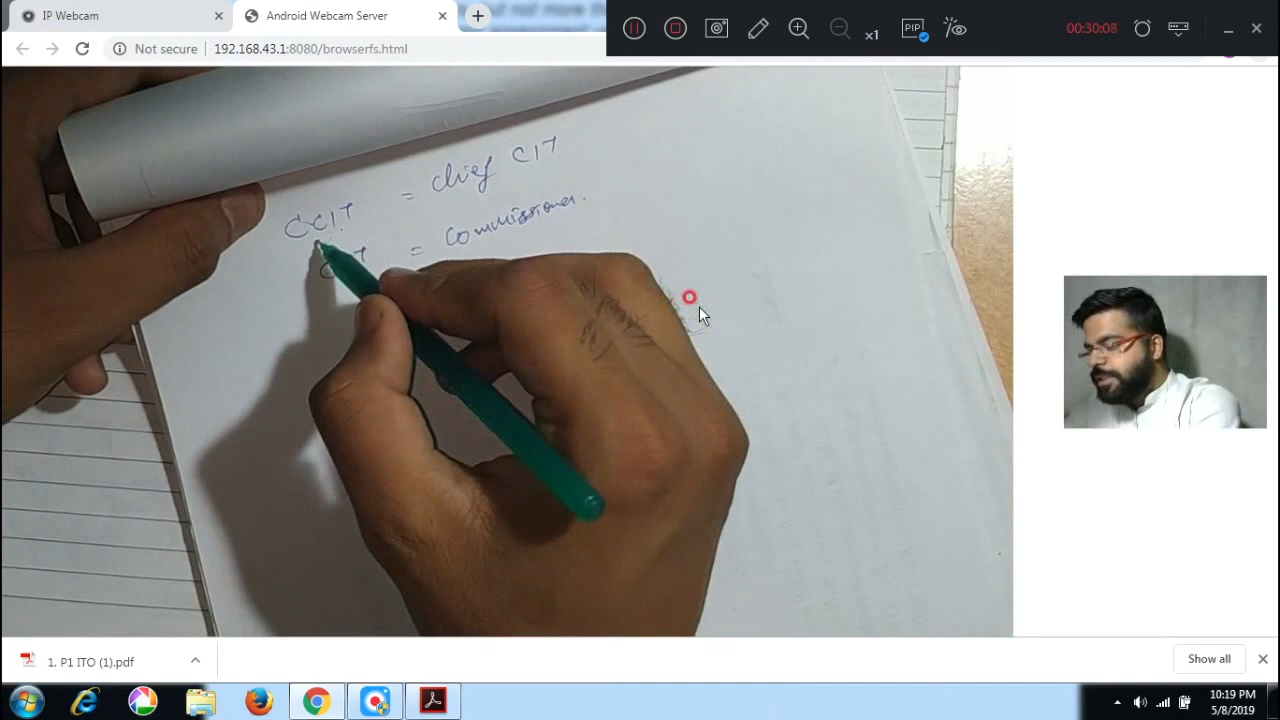 IP Webcam
Android Webcam Server
Not secure
192.168.43.1:8080/browserfs.html
x1
PIP
00:30:08
CCIT = Chief CIT
= Commissioner.
1. P1 ITO (1).pdf
Show all
10:19 PM
5/8/2019